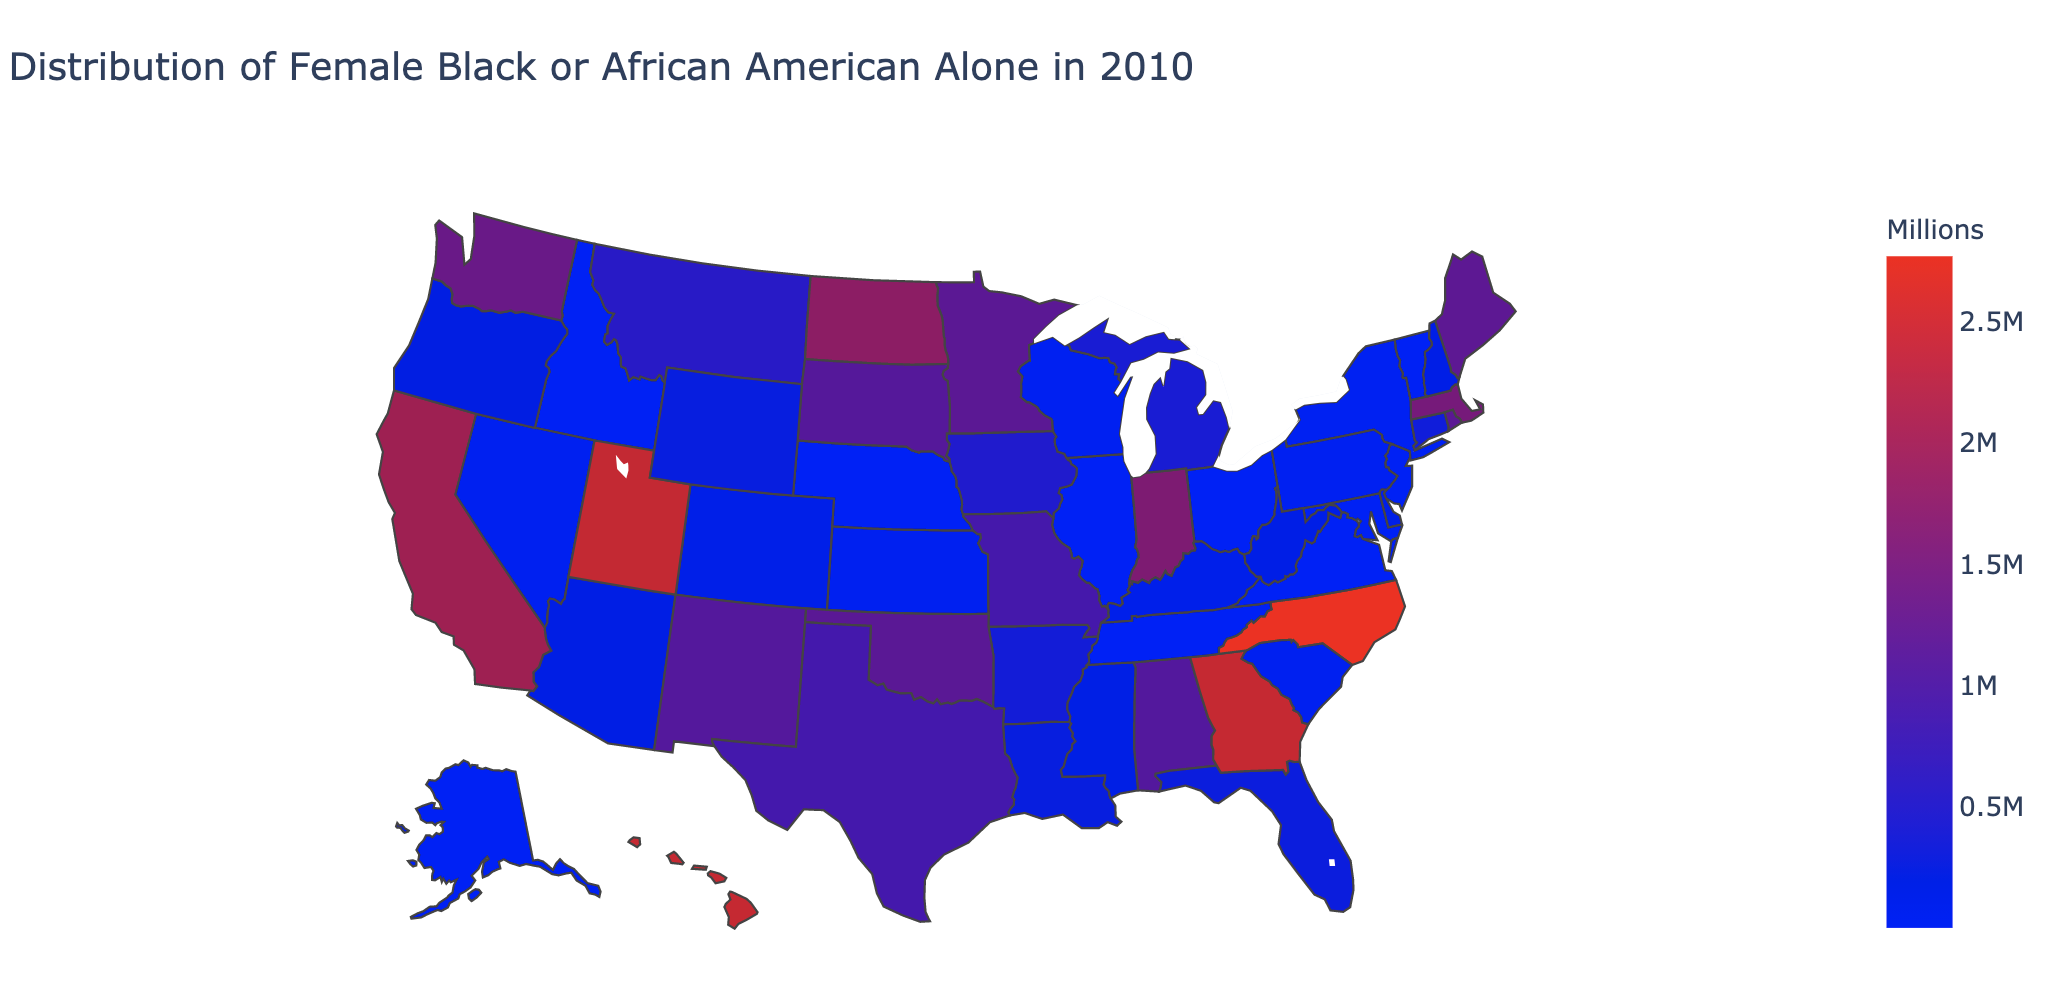 Distribution of Female Black or African American Alone in 2010
Millions
2.5M
2M
1.5M
1M
0.5M